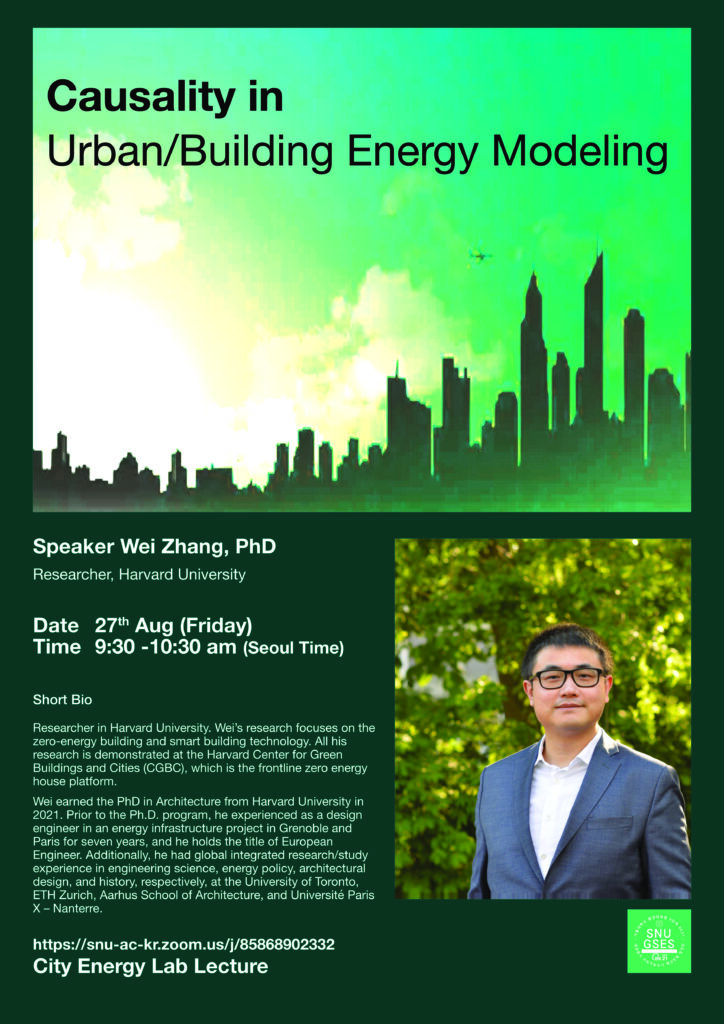 Causality in
Urban/Building Energy Modeling
Speaker Wei Zhang, PhD
Researcher, Harvard University
Date 27th Aug (Friday)
Time 9:30 -10:30 am (Seoul Time)
Short Bio
Researcher in Harvard University. Wei's research focuses on the
zero-energy building and smart building technology. All his
research is demonstrated at the Harvard Center for Green
Buildings and Cities (CGBC), which is the frontline zero energy
house platform.
Wei earned the PhD in Architecture from Harvard University in
2021. Prior to the Ph.D. program, he experienced as a design
engineer in an energy infrastructure project in Grenoble and
Paris for seven years, and he holds the title of European
Engineer. Additionally, he had global integrated research/study
experience in engineering science, energy policy, architectural
design, and history, respectively, at the University of Toronto,
ETH Zurich, Aarhus School of Architecture, and Université Paris
X – Nanterre.
https://snu-ac-kr.zoom.us/j/85868902332
City Energy Lab Lecture
SNU
GSES